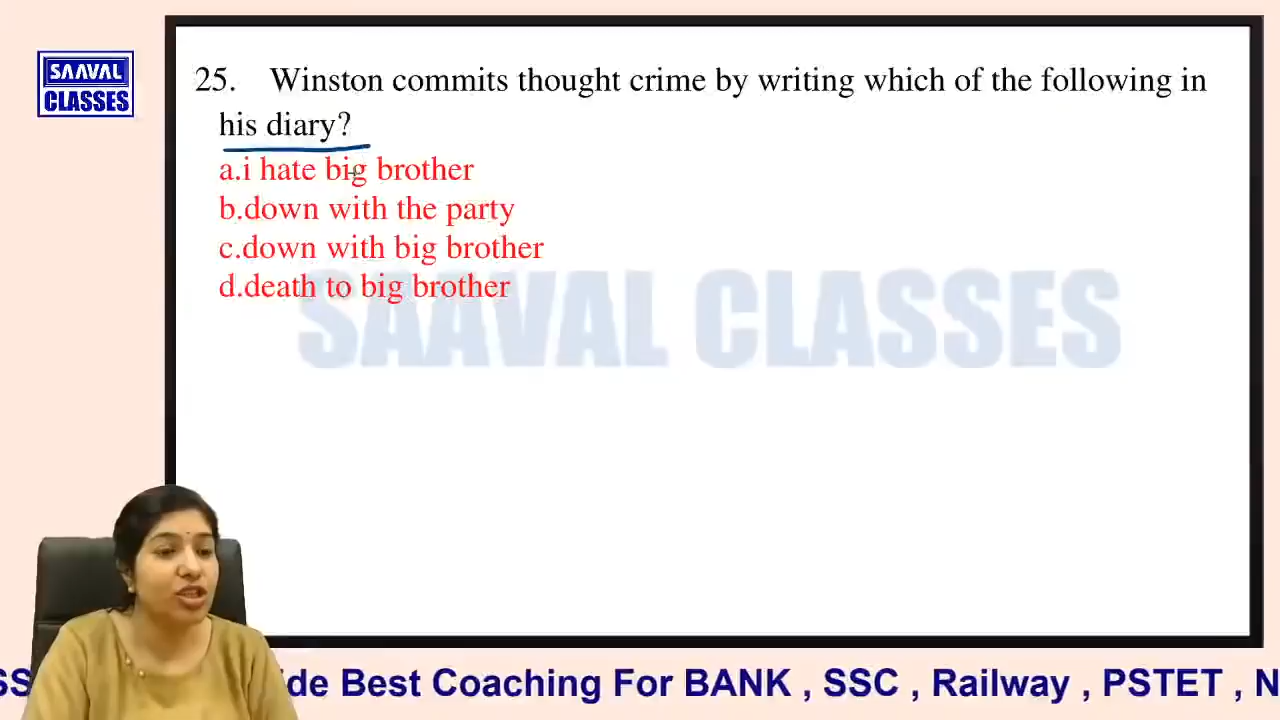 SAAVAL
CLASSES
25. Winston commits thought crime by writing which of the following in
his diary?
a.i hate big brother
b.down with the party
c.down with big brother
d.death to big brother
SAAVAL CLASSES
Best Coaching For BANK , SSC , Railway , PSTET , N